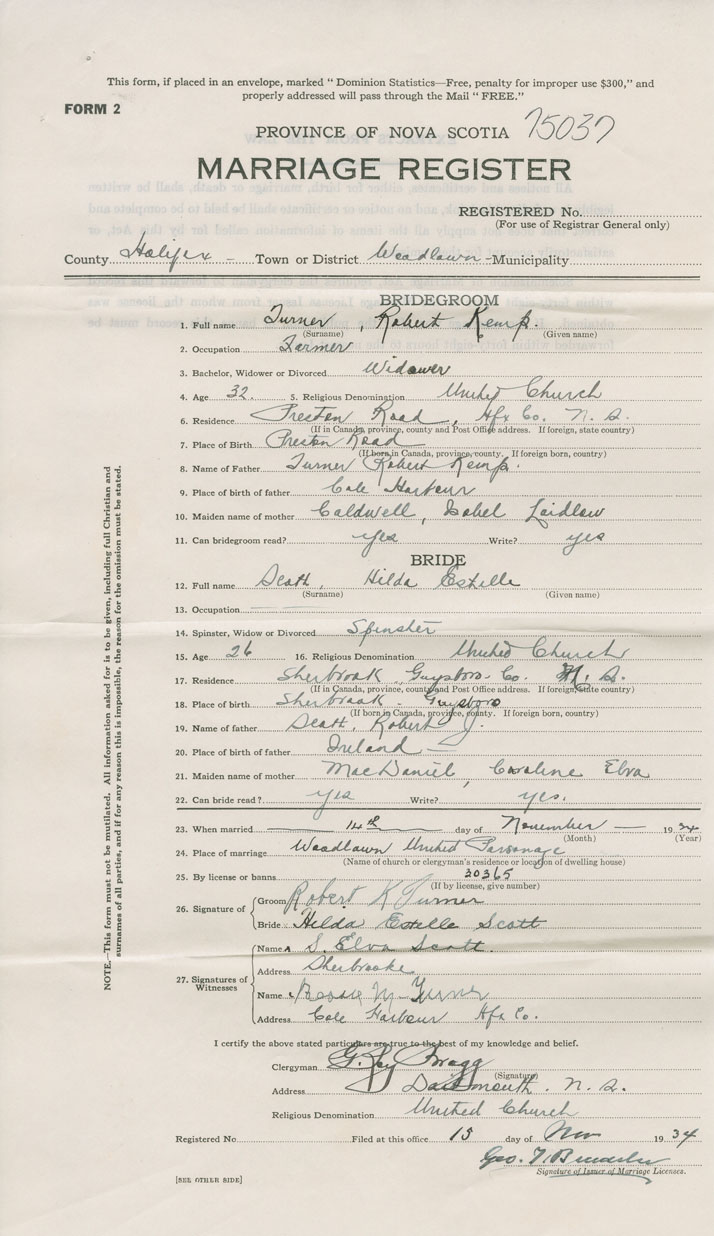 This form, if placed in an envelope, marked " Dominion Statistics—Free, penalty for improper use $300," and
properly addressed will pass through the Mail " FREE."
FORM 2
PROVINCE OF NOVA SCOTIA 75037
MARRIAGE REGISTER
REGISTERED No.
(For use of Registrar General only)
County Halifax - Town or District Woodlawn - Municipality
BRIDEGROOM
1. Full name Turner, Robert Kemp.
(Surname) (Given name)
2. Occupation Farmer
3. Bachelor, Widower or Divorced Widower
4. Age 32. 5. Religious Denomination United Church
6. Residence Preston Road, Hfx Co. N. S.
(If in Canada, province, county and Post Office address. If foreign, state country)
7. Place of Birth Preston Road
(If born in Canada, province, county. If foreign born, country)
8. Name of Father Turner Robert Kemp.
9. Place of birth of father Cole Harbour
10. Maiden name of mother Caldwell, Isabel Laidlaw
11. Can bridegroom read? yes Write? yes
BRIDE
12. Full name Scott, Hilda Estelle
(Surname) (Given name)
13. Occupation
14. Spinster, Widow or Divorced Spinster
15. Age 26 16. Religious Denomination United Church
17. Residence Sherbrook Guysboro Co. N. S.
(If in Canada, province, county and Post Office address. If foreign, state country)
18. Place of birth Sherbrook - Guysboro
(If born in Canada, province, county. If foreign born, country)
19. Name of father Scott, Robert J.
20. Place of birth of father Ireland
21. Maiden name of mother MacDaniel, Caroline Elva
22. Can bride read? yes Write? yes.
23. When married 14th day of November 1934
(Month) (Year)
24. Place of marriage Woodlawn United Parsonage
(Name of church or clergyman's residence or location of dwelling house)
25. By license or banns 30365
(If by license, give number)
26. Signature of
Groom Robert K Turner
Bride Hilda Estelle Scott
27. Signatures of Witnesses
Name S. Elva Scott.
Address Sherbrooke
Name M. Turner
Address Cole Harbour Hfx Co.
I certify the above stated particulars are true to the best of my knowledge and belief.
Clergyman G. Ray Fragg
(Signature)
Address Dartmouth. N. S.
Religious Denomination United Church
Registered No. Filed at this office 15 day of Nov 1934
Geo. T.
Signature of Issuer of Marriage Licenses.
[SEE OTHER SIDE]
NOTE.—This form must not be mutilated. All information asked for is to be given, including full Christian and
surnames of all parties, and if for any reason this is impossible, the reason for the omission must be stated.